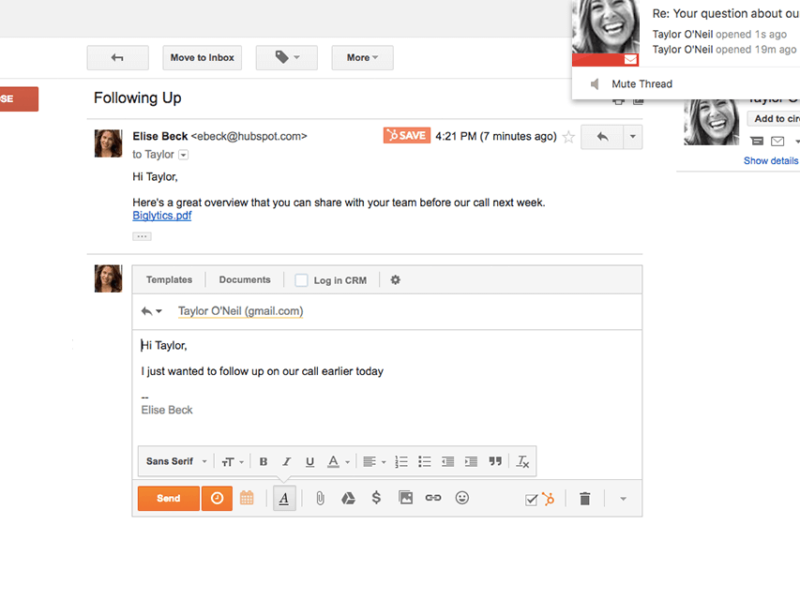 Re: Your question about ou
Taylor O'Neil opened 1s ago
Taylor O'Neil opened 19m ago
Mute Thread
Move to Inbox
More
SE
Following Up
Elise Beck <ebeck@hubspot.com>
SAVE 4:21 PM (7 minutes ago)
to Taylor
Hi Taylor,
Here's a great overview that you can share with your team before our call next week.
Biglytics.pdf
Add to circ
Show details
Templates Documents Log in CRM
Taylor O'Neil (gmail.com)
Hi Taylor,
I just wanted to follow up on our call earlier today
--
Elise Beck
Sans Serif
Send